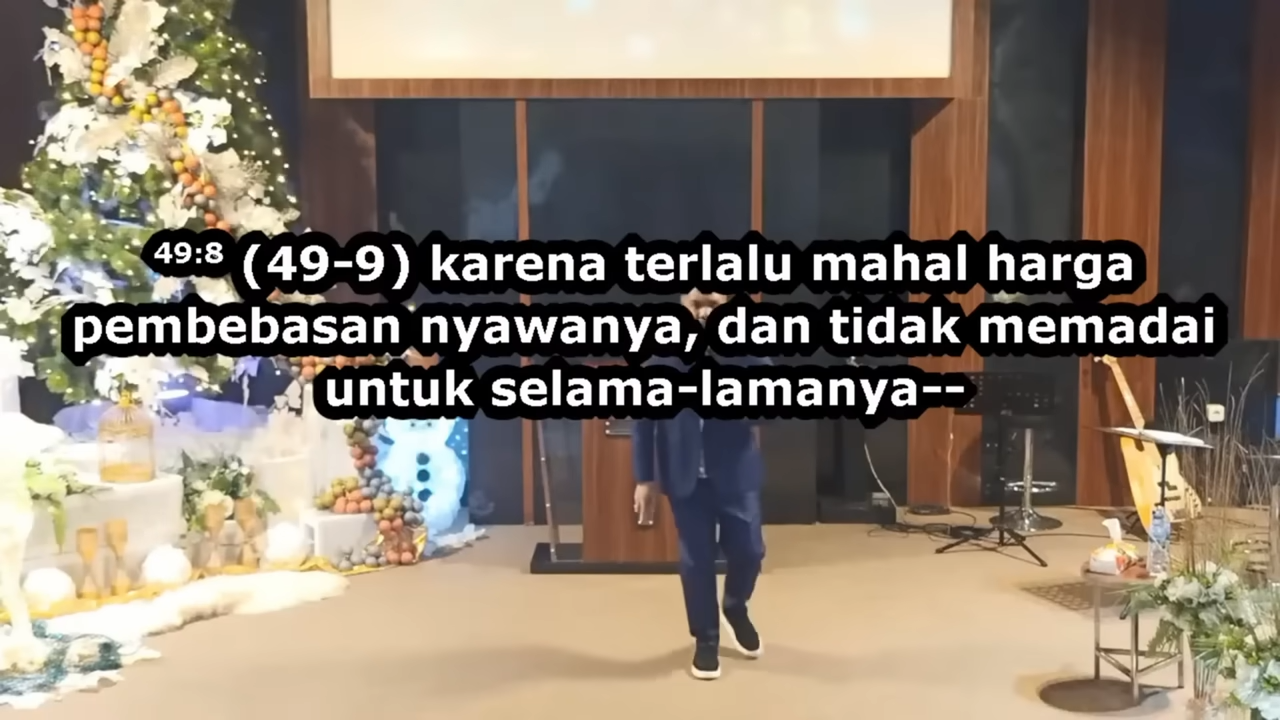 49:8 (49-9) karena terlalu mahal harga
pembebasan nyawanya, dan tidak memadai
untuk selama-lamanya--